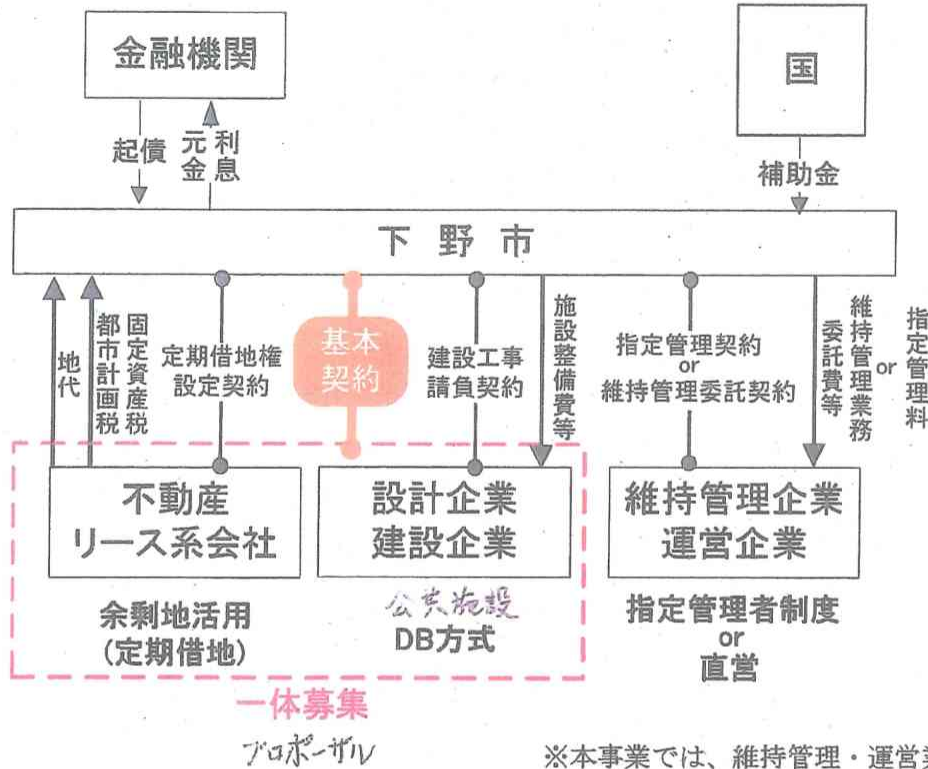 金融機関
国
起債
元金
利息
補助金
下野市
地代
固定資産税
都市計画税
定期借地権
設定契約
基本
契約
建設工事
請負契約
施設整備費等
指定管理契約
or
維持管理委託契約
維持管理業務
委託費等
or
指定管理料
不動産
リース系会社
設計企業
建設企業
維持管理企業
運営企業
余剰地活用
(定期借地)
公共施設
DB方式
指定管理者制度
or
直営
一体募集
プロポーザル
※本事業では、維持管理・運営業